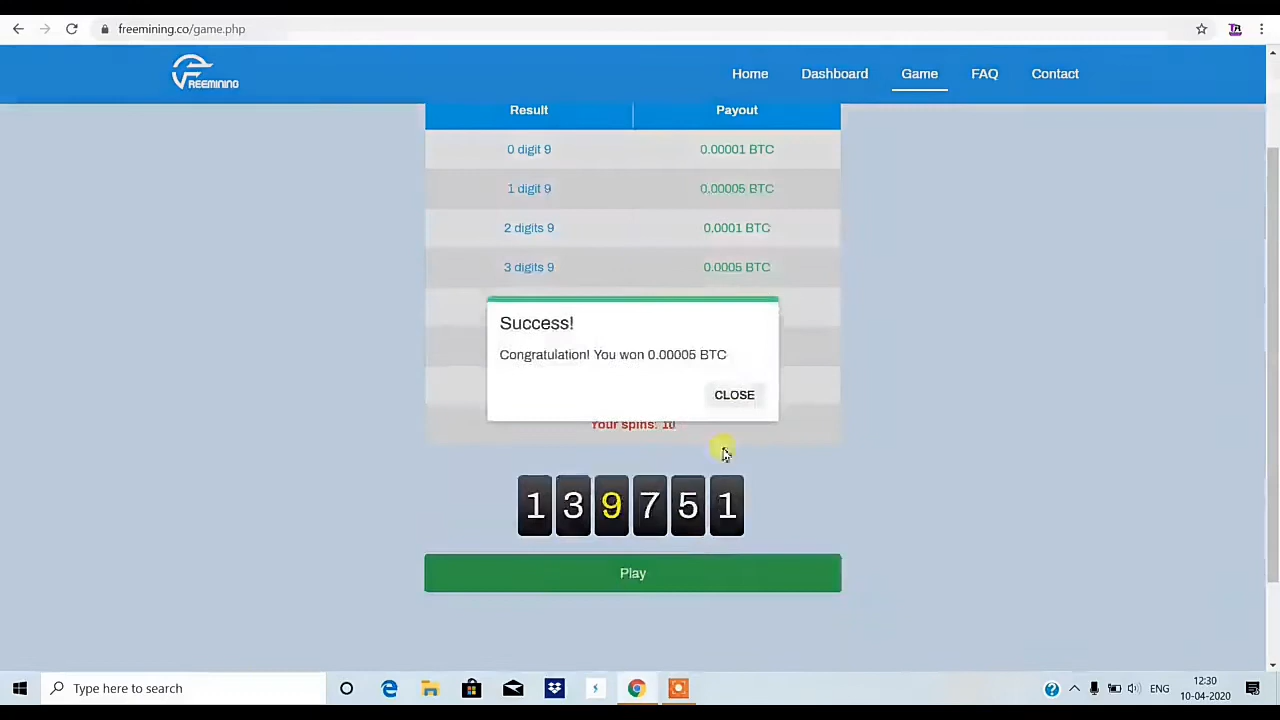 freemining.co/game.php
FREEMINING
Home Dashboard Game FAQ Contact
Result Payout
0 digit 9 0.00001 BTC
1 digit 9 0.00005 BTC
2 digits 9 0.0001 BTC
3 digits 9 0.0005 BTC
Success!
Congratulation! You won 0.00005 BTC
CLOSE
Your spins: 10
1 3 9 7 5 1
Play
Type here to search
ENG
12:30
10-04-2020